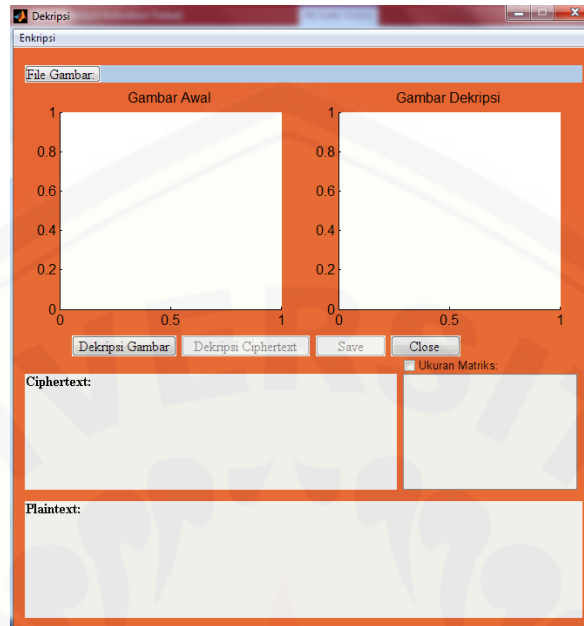 Dekripsi
Enkripsi
File Gambar:
Gambar Awal
Gambar Dekripsi
1
0.8
0.6
0.4
0.2
0
0
0.5
1
1
0.8
0.6
0.4
0.2
0
0
0.5
1
Dekripsi Gambar
Dekripsi Ciphertext
Save
Close
Ukuran Matriks:
Ciphertext:
Plaintext: